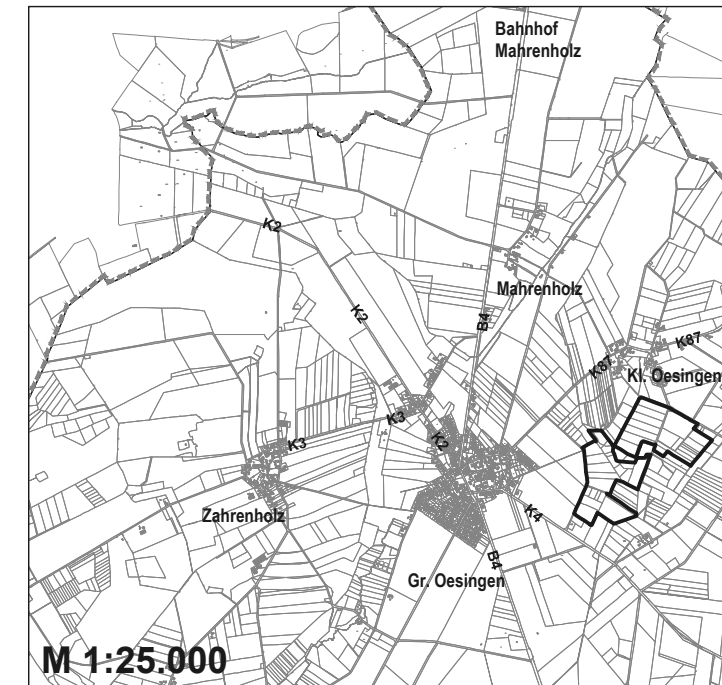 Bahnhof
Mahrenholz
K2
Mahrenholz
K2
B4
K87
K87
Kl. Oesingen
K3
K3
K2
Zahrenholz
K4
B4
Gr. Oesingen
M 1:25.000